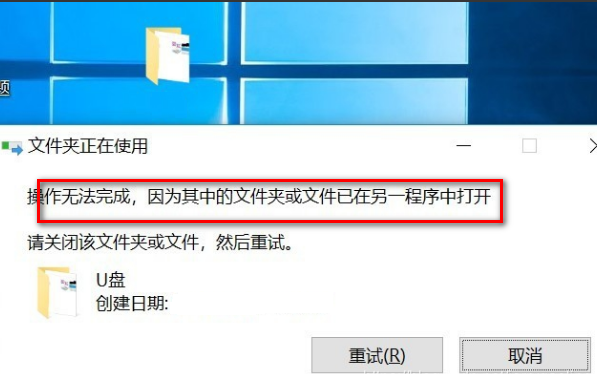 题
文件夹正在使用
操作无法完成，因为其中的文件夹或文件已在另一程序中打开
请关闭该文件夹或文件，然后重试。
U盘
创建日期:
重试(R)
取消